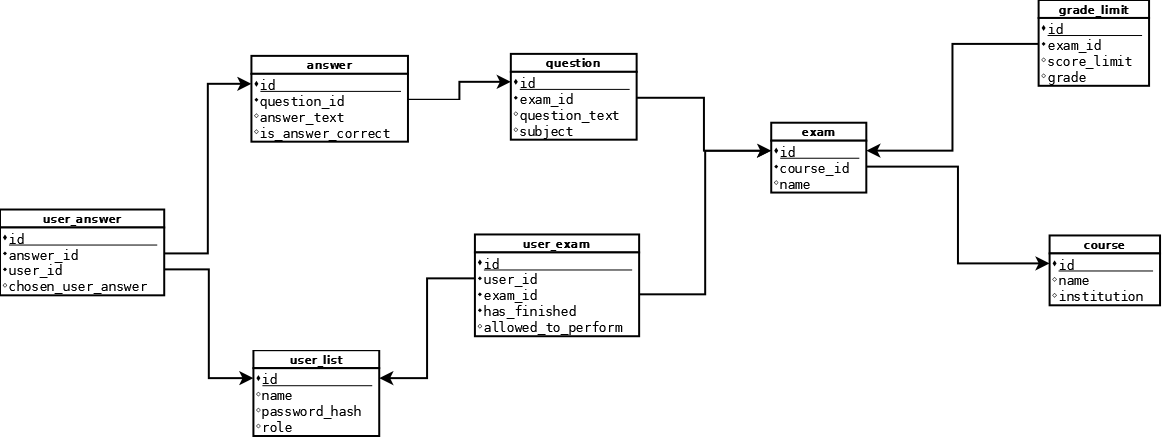 grade_limit
id
exam_id
score_limit
grade
answer
id
question_id
answer_text
is_answer_correct
question
id
exam_id
question_text
subject
exam
id
course_id
name
user_answer
id
answer_id
user_id
chosen_user_answer
user_exam
id
user_id
exam_id
has_finished
allowed_to_perform
course
id
name
institution
user_list
id
name
password_hash
role